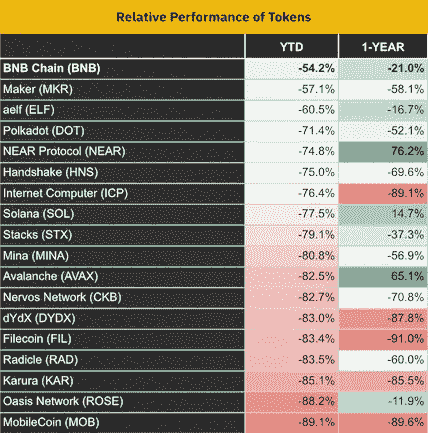 Relative Performance of Tokens
YTD 1-YEAR
BNB Chain (BNB) -54.2% -21.0%
Maker (MKR) -57.1% -58.1%
aelf (ELF) -60.5% -16.7%
Polkadot (DOT) -71.4% -52.1%
NEAR Protocol (NEAR) -74.8% 76.2%
Handshake (HNS) -75.0% -69.6%
Internet Computer (ICP) -76.4% -89.1%
Solana (SOL) -77.5% 14.7%
Stacks (STX) -79.1% -37.3%
Mina (MINA) -80.8% -56.9%
Avalanche (AVAX) -82.5% 65.1%
Nervos Network (CKB) -82.7% -70.8%
dYdX (DYDX) -83.0% -87.8%
Filecoin (FIL) -83.4% -91.0%
Radicle (RAD) -83.5% -60.0%
Karura (KAR) -85.1% -85.5%
Oasis Network (ROSE) -88.2% -11.9%
MobileCoin (MOB) -89.1% -89.6%